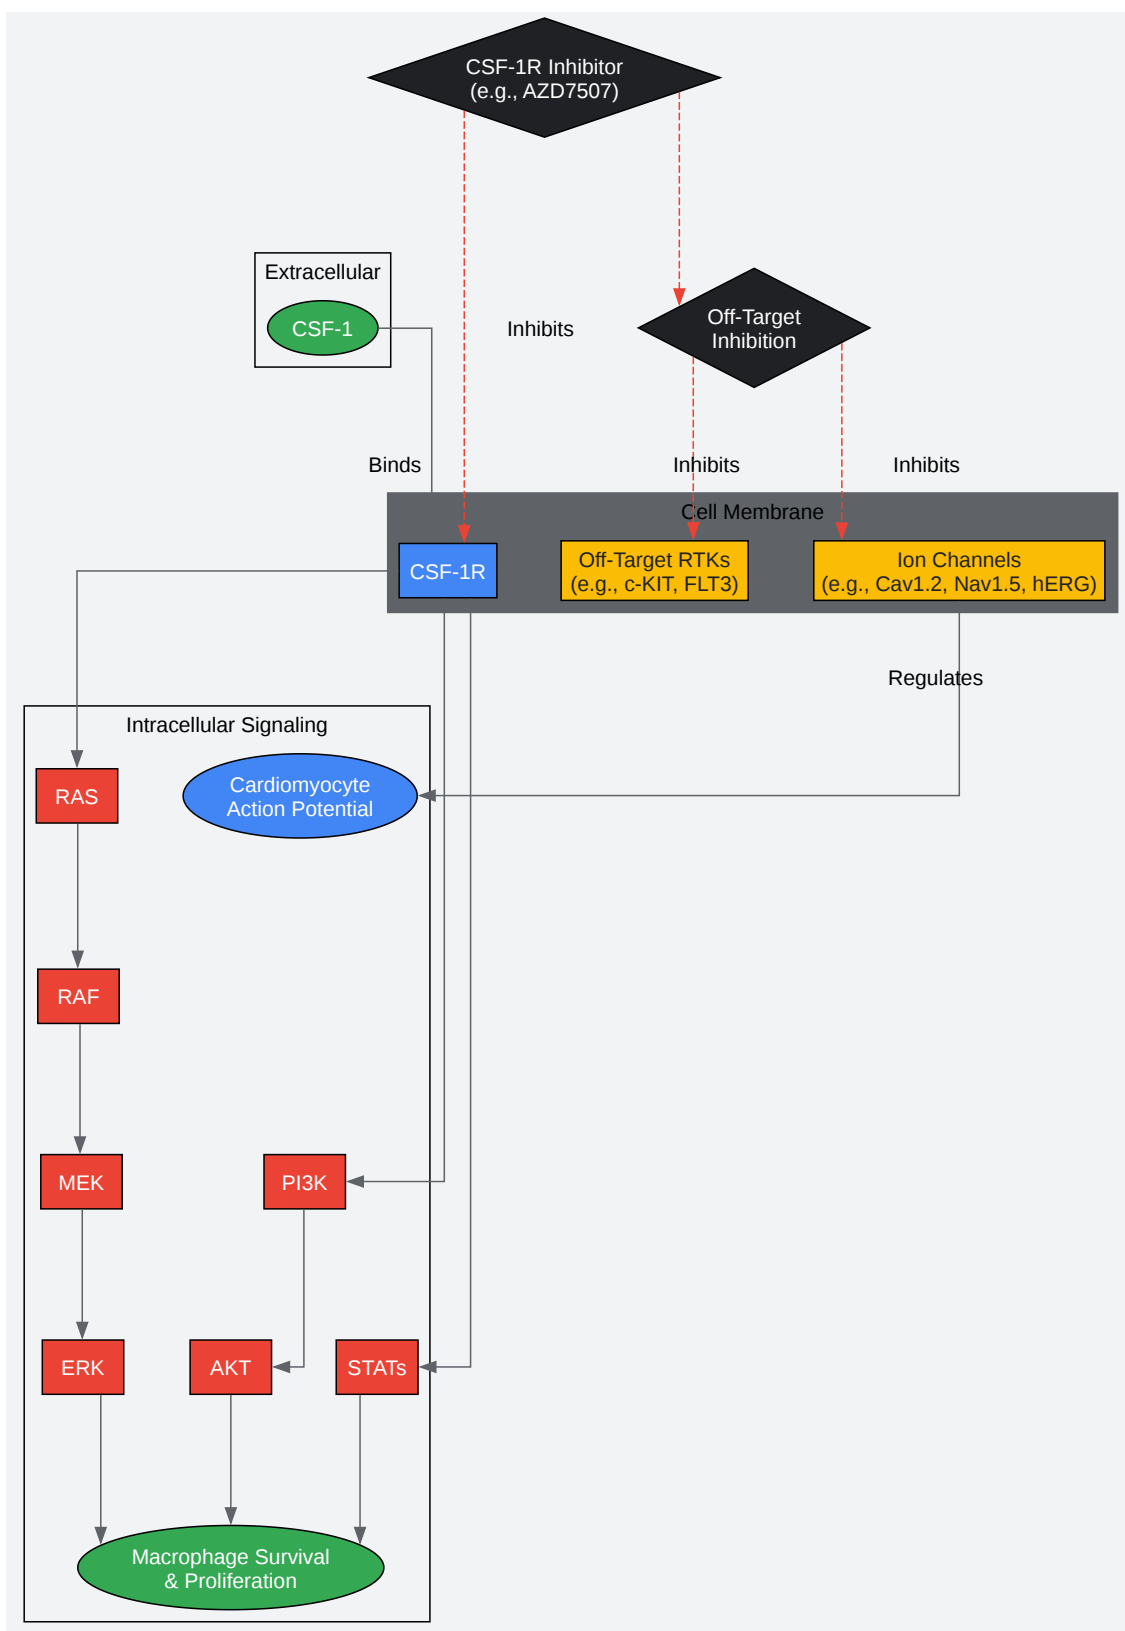 CSF-1R Inhibitor
(e.g., AZD7507)
Extracellular
CSF-1
Inhibits
Off-Target
Inhibition
Binds
Inhibits
Inhibits
Cell Membrane
CSF-1R
Off-Target RTKs
(e.g., c-KIT, FLT3)
Ion Channels
(e.g., Cav1.2, Nav1.5, hERG)
Regulates
Intracellular Signaling
RAS
Cardiomyocyte
Action Potential
RAF
MEK
PI3K
ERK
AKT
STATs
Macrophage Survival
& Proliferation